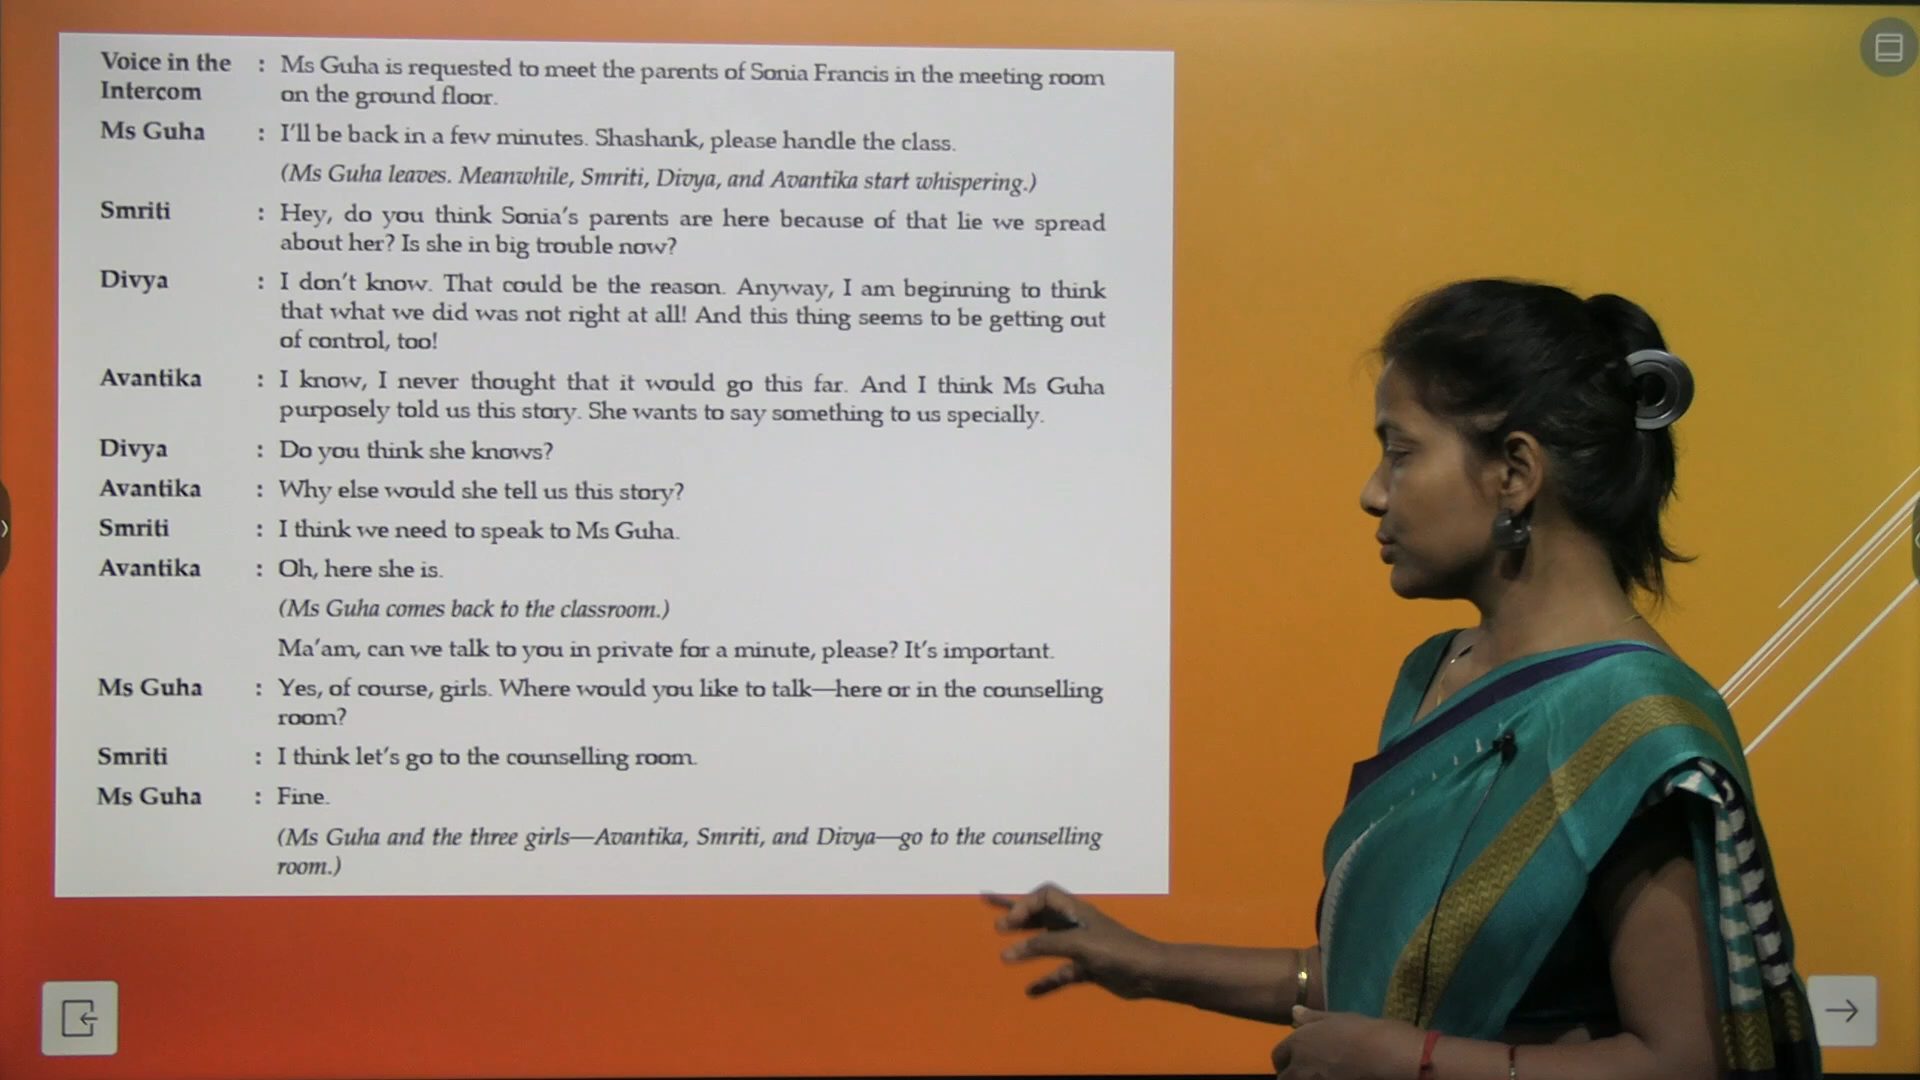 Voice in the : Ms Guha is requested to meet the parents of Sonia Francis in the meeting room
Intercom on the ground floor.
Ms Guha : I'll be back in a few minutes. Shashank, please handle the class.
(Ms Guha leaves. Meanwhile, Smriti, Divya, and Avantika start whispering.)
Smriti : Hey, do you think Sonia's parents are here because of that lie we spread
about her? Is she in big trouble now?
Divya : I don't know. That could be the reason. Anyway, I am beginning to think
that what we did was not right at all! And this thing seems to be getting out
of control, too!
Avantika : I know, I never thought that it would go this far. And I think Ms Guha
purposely told us this story. She wants to say something to us specially.
Divya : Do you think she knows?
Avantika : Why else would she tell us this story?
Smriti : I think we need to speak to Ms Guha.
Avantika : Oh, here she is.
(Ms Guha comes back to the classroom.)
Ma'am, can we talk to you in private for a minute, please? It's important.
Ms Guha : Yes, of course, girls. Where would you like to talk—here or in the counselling
room?
Smriti : I think let's go to the counselling room.
Ms Guha : Fine.
(Ms Guha and the three girls—Avantika, Smriti, and Divya—go to the counselling
room.)